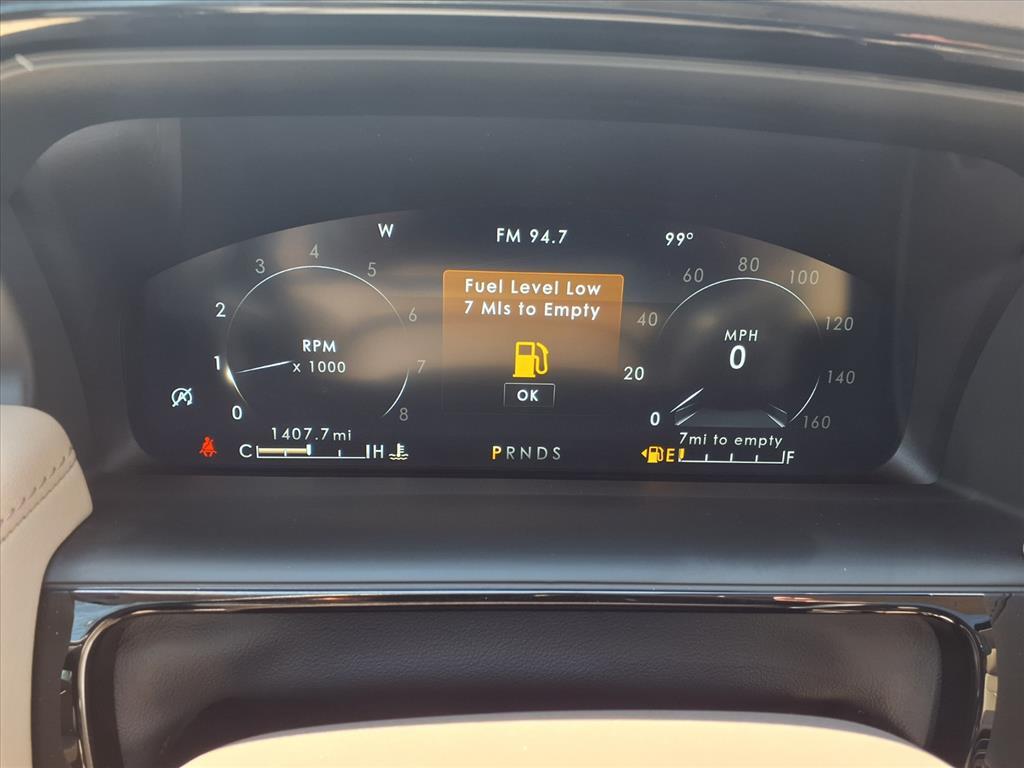 W
FM 94.7
99°
0
1
2
3
4
5
6
7
8
RPM
x 1000
Fuel Level Low
7 Mls to Empty
OK
0
20
40
60
80
100
120
140
160
MPH
0
A
1407.7 mi
C H
PRNDS
7mi to empty
E F